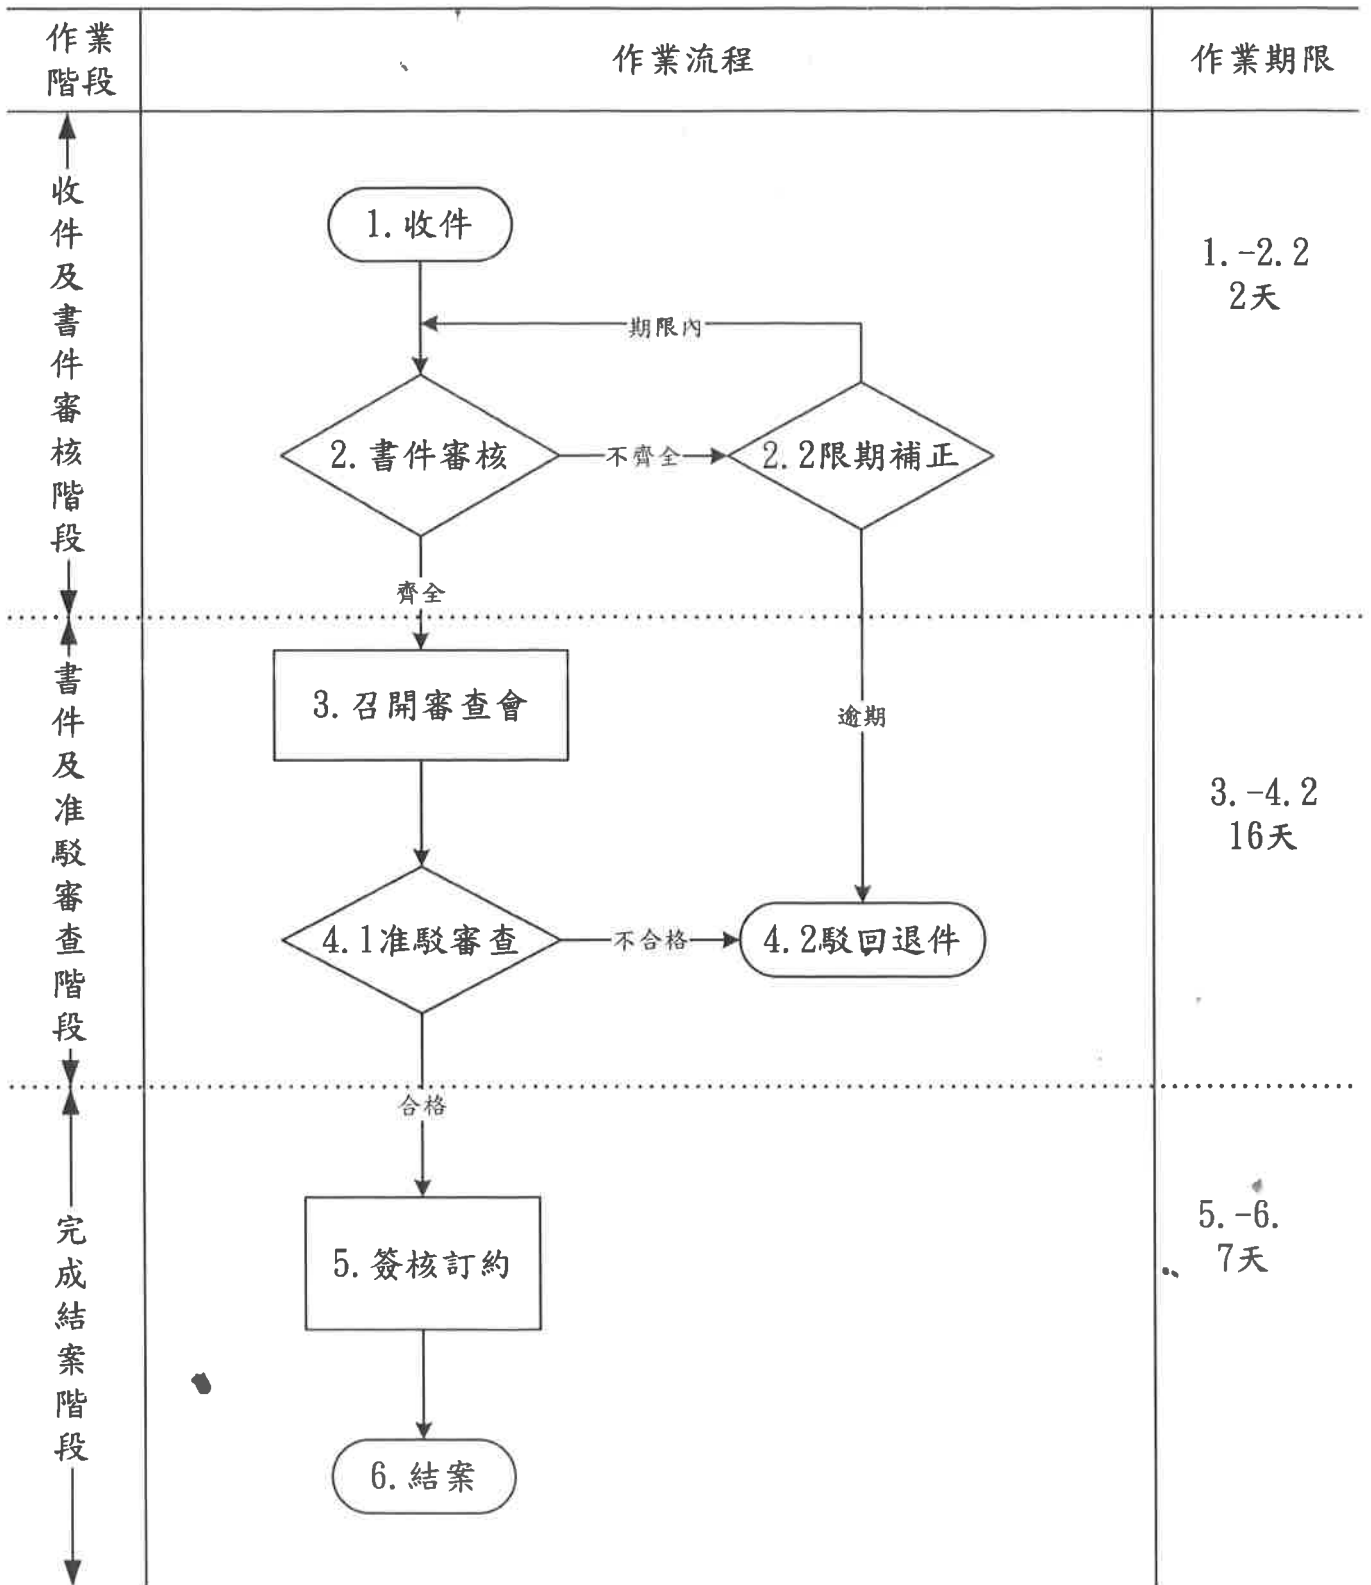 作業階段
作業流程
作業期限
收件及書件審核階段
1.收件
期限內
2.書件審核
不齊全
2.2限期補正
齊全
1.-2.2
2天
書件及准駁審查階段
3.召開審查會
逾期
4.1准駁審查
不合格
4.2駁回退件
3.-4.2
16天
合格
完成結案階段
5.簽核訂約
6.結案
5.-6.
7天